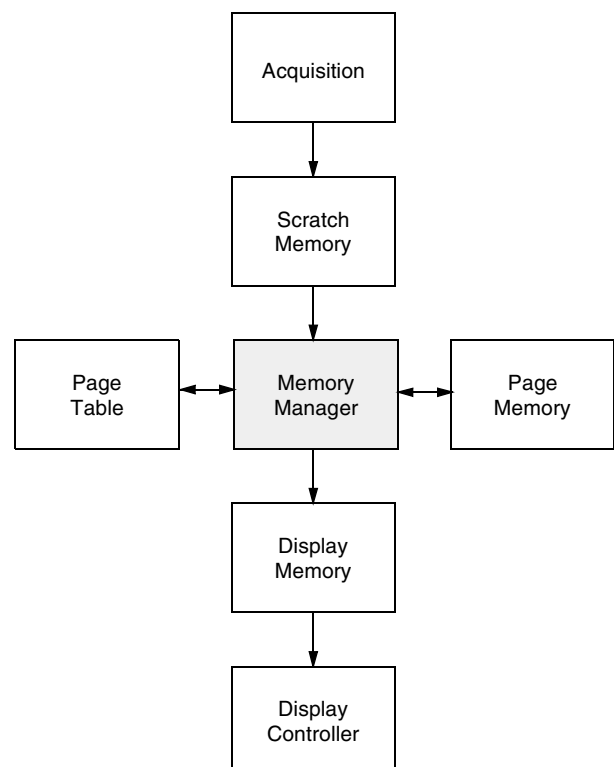 Acquisition
Scratch
Memory
Page
Table
Memory
Manager
Page
Memory
Display
Memory
Display
Controller